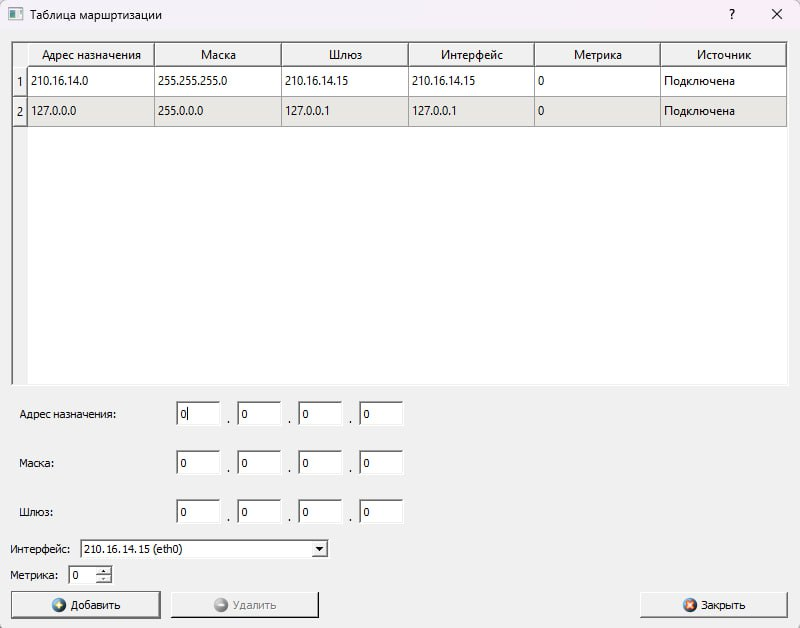 Таблица маршртизации
Адрес назначения Маска Шлюз Интерфейс Метрика Источник
1 210.16.14.0 255.255.255.0 210.16.14.15 210.16.14.15 0 Подключена
2 127.0.0.0 255.0.0.0 127.0.0.1 127.0.0.1 0 Подключена
Адрес назначения: 0 . 0 . 0 . 0
Маска: 0 . 0 . 0 . 0
Шлюз: 0 . 0 . 0 . 0
Интерфейс: 210.16.14.15 (eth0)
Метрика: 0
Добавить Удалить Закрыть